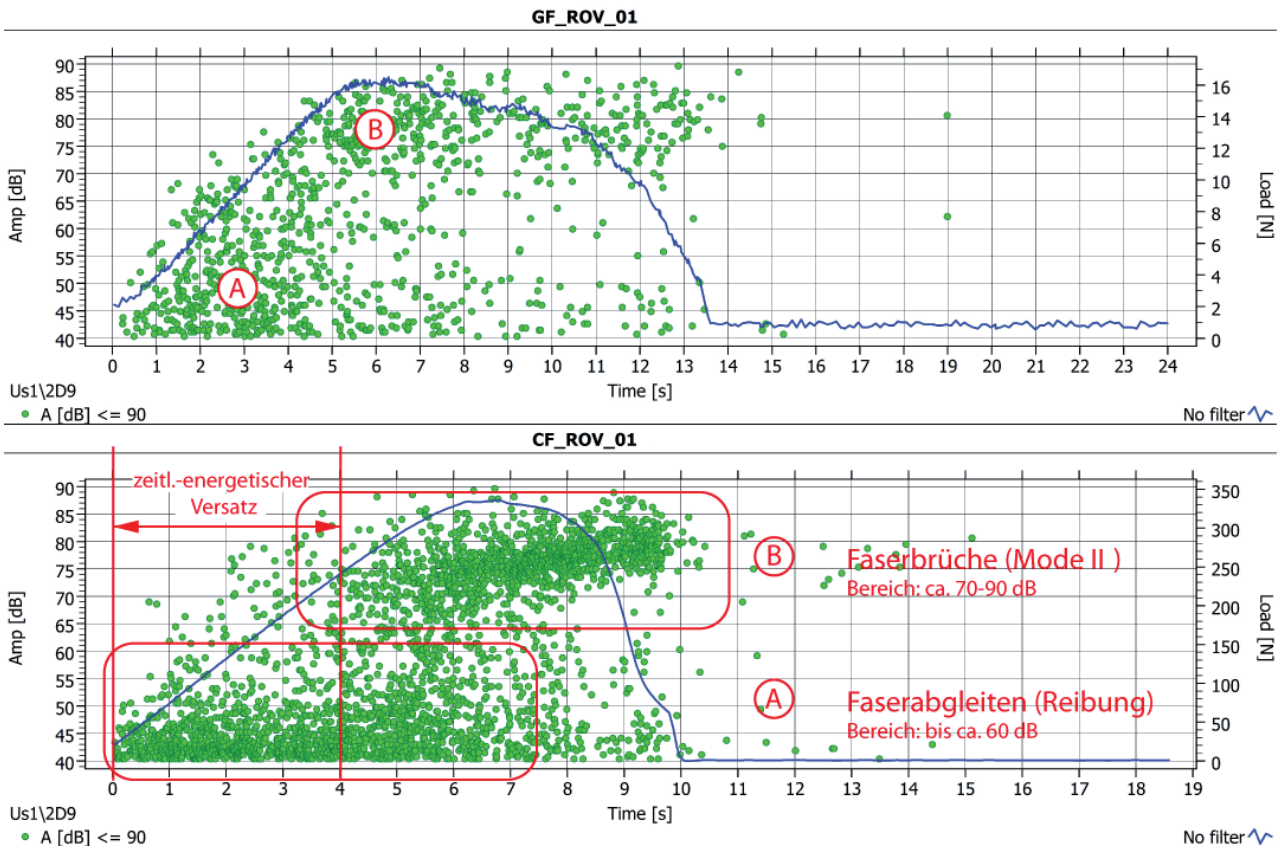 GF_ROV_01
90
85
80
75
70
65
60
55
50
45
40
Amp [dB]
B
A
16
14
12
10
8
6
4
2
0
Load [N]
0 1 2 3 4 5 6 7 8 9 10 11 12 13 14 15 16 17 18 19 20 21 22 23 24
Us1\2D9
Time [s]
A [dB] <= 90
No filter
CF_ROV_01
zeitl.-energetischer
Versatz
90
85
80
75
70
65
60
55
50
45
40
Amp [dB]
B
Faserbrüche (Mode II )
Bereich: ca. 70-90 dB
A
Faserabgleiten (Reibung)
Bereich: bis ca. 60 dB
350
300
250
200
150
100
50
0
Load [N]
0 1 2 3 4 5 6 7 8 9 10 11 12 13 14 15 16 17 18 19
Us1\2D9
Time [s]
A [dB] <= 90
No filter